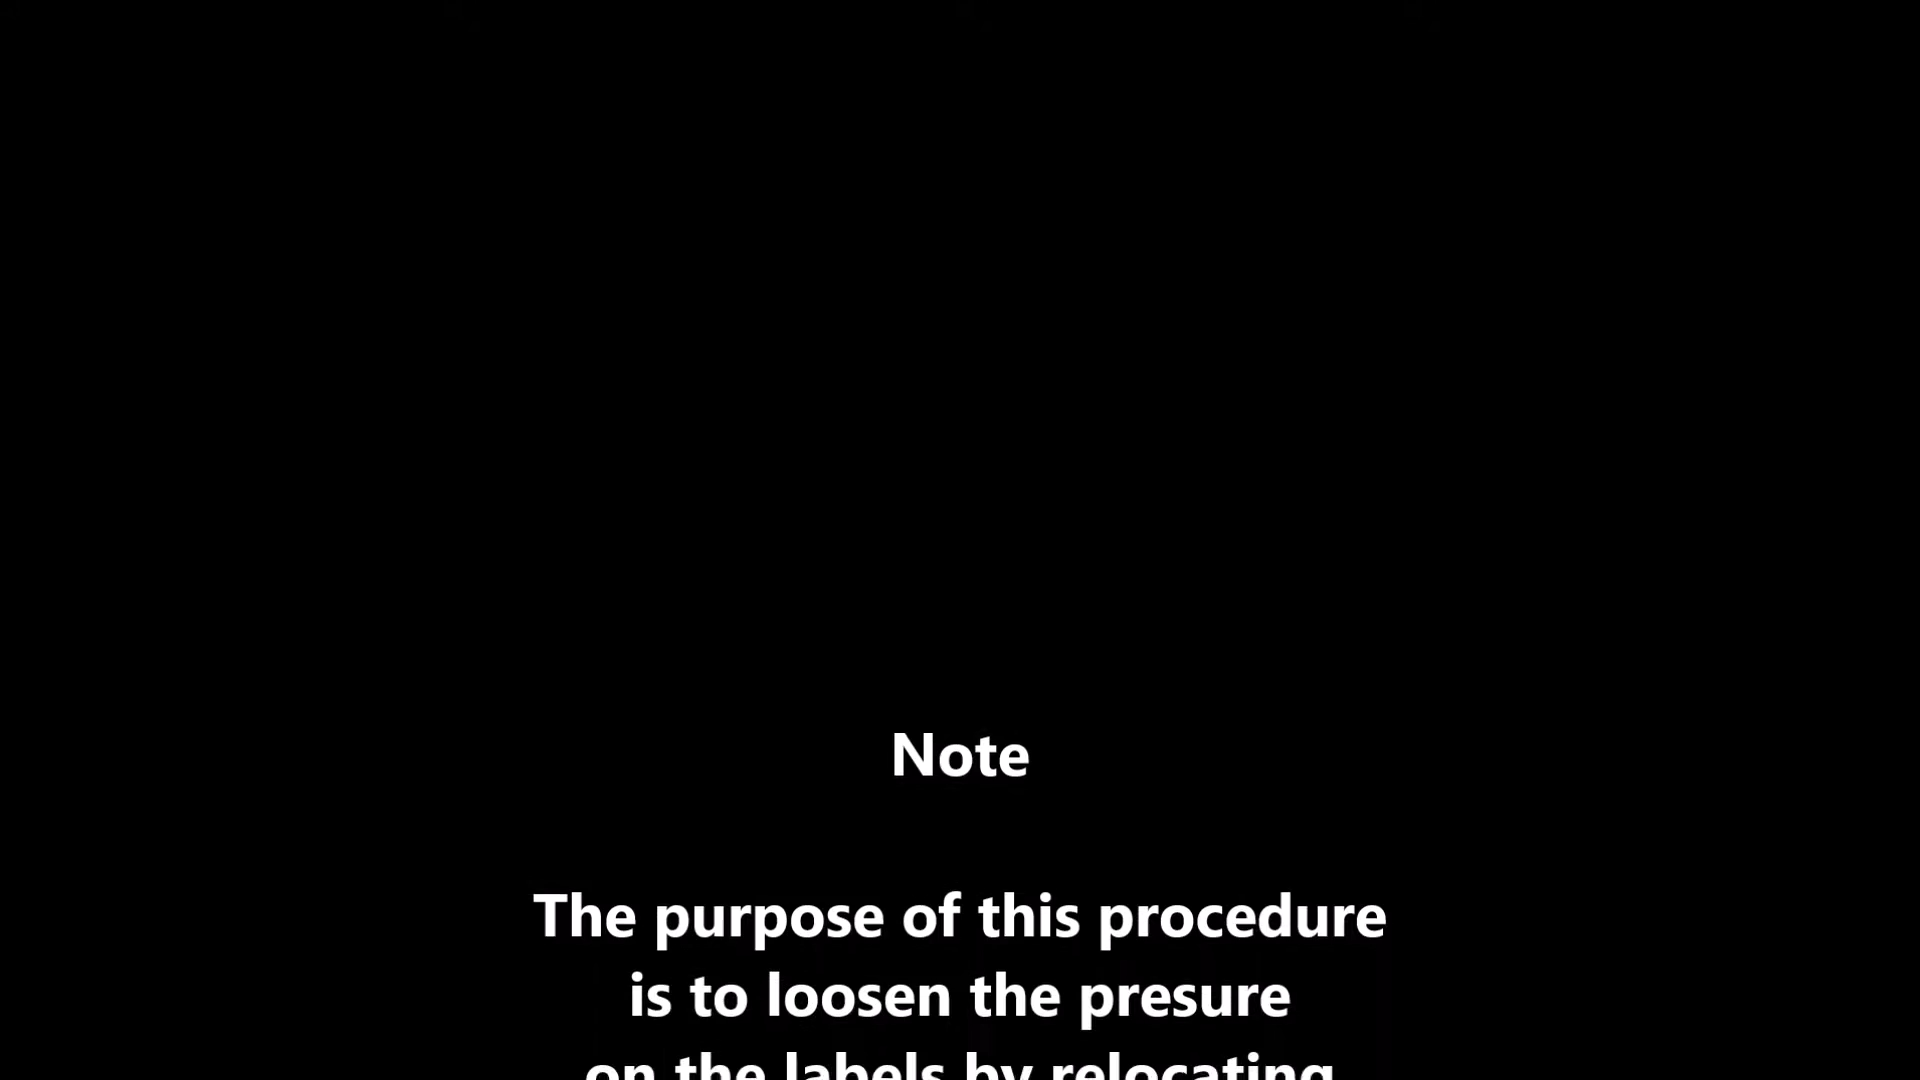 Note
The purpose of this procedure
is to loosen the presure
on the labels by relocating